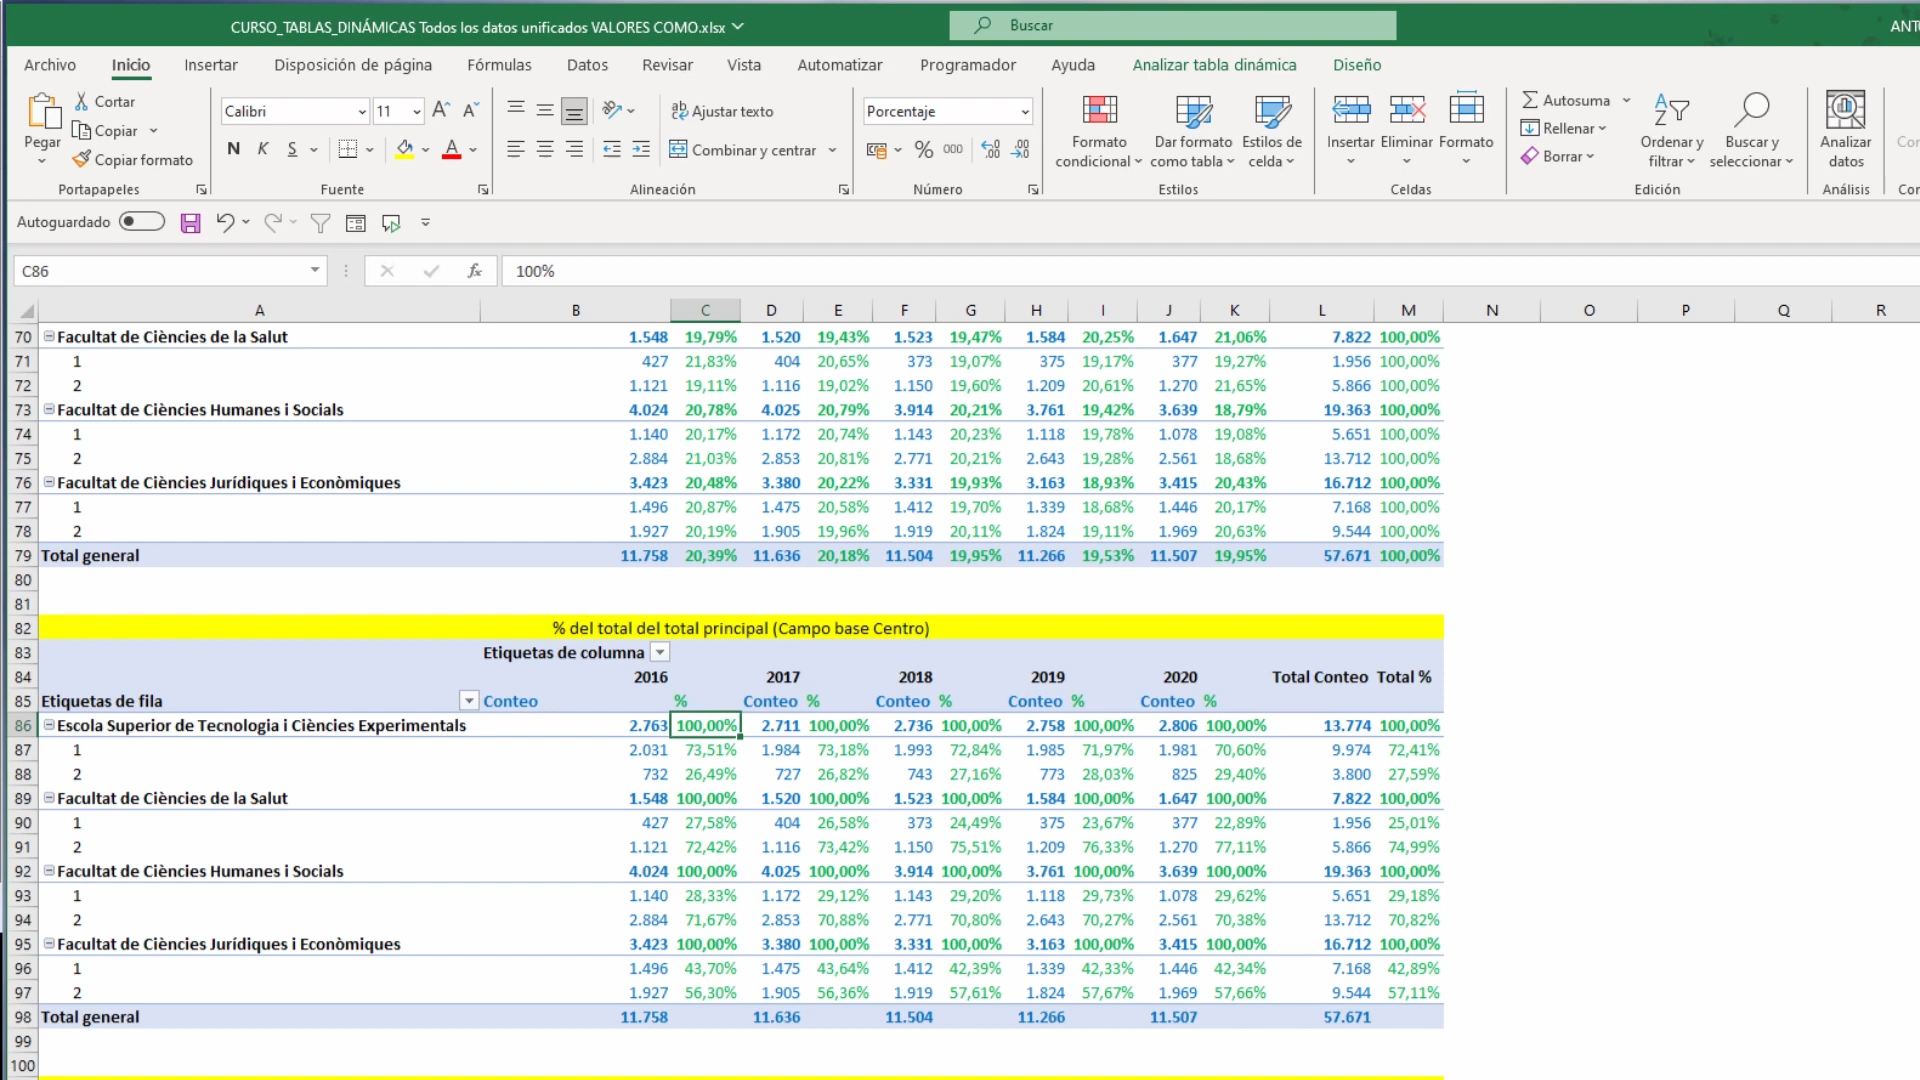 CURSO_TABLAS_DINÁMICAS Todos los datos unificados VALORES COMO.xlsx
Buscar
Archivo Inicio Insertar Disposición de página Fórmulas Datos Revisar Vista Automatizar Programador Ayuda Analizar tabla dinámica Diseño
Pegar
Cortar
Copiar
Copiar formato
Portapapeles
Calibri 11
N K S
Fuente
Ajustar texto
Combinar y centrar
Alineación
Porcentaje
% 000
Número
Formato condicional
Dar formato como tabla
Estilos de celda
Estilos
Insertar Eliminar Formato
Celdas
Autosuma
Rellenar
Borrar
Ordenar y filtrar
Buscar y seleccionar
Edición
Analizar datos
Análisis
Autoguardado
C86 fx 100%
A B C D E F G H I J K L M N O P Q R
70 Facultat de Ciències de la Salut 1.548 19,79% 1.520 19,43% 1.523 19,47% 1.584 20,25% 1.647 21,06% 7.822 100,00%
71 1 427 21,83% 404 20,65% 373 19,07% 375 19,17% 377 19,27% 1.956 100,00%
72 2 1.121 19,11% 1.116 19,02% 1.150 19,60% 1.209 20,61% 1.270 21,65% 5.866 100,00%
73 Facultat de Ciències Humanes i Socials 4.024 20,78% 4.025 20,79% 3.914 20,21% 3.761 19,42% 3.639 18,79% 19.363 100,00%
74 1 1.140 20,17% 1.172 20,74% 1.143 20,23% 1.118 19,78% 1.078 19,08% 5.651 100,00%
75 2 2.884 21,03% 2.853 20,81% 2.771 20,21% 2.643 19,28% 2.561 18,68% 13.712 100,00%
76 Facultat de Ciències Jurídiques i Econòmiques 3.423 20,48% 3.380 20,22% 3.331 19,93% 3.163 18,93% 3.415 20,43% 16.712 100,00%
77 1 1.496 20,87% 1.475 20,58% 1.412 19,70% 1.339 18,68% 1.446 20,17% 7.168 100,00%
78 2 1.927 20,19% 1.905 19,96% 1.919 20,11% 1.824 19,11% 1.969 20,63% 9.544 100,00%
79 Total general 11.758 20,39% 11.636 20,18% 11.504 19,95% 11.266 19,53% 11.507 19,95% 57.671 100,00%
80
81
82 % del total del total principal (Campo base Centro)
83 Etiquetas de columna
84 2016 2017 2018 2019 2020 Total Conteo Total %
85 Etiquetas de fila Conteo % Conteo % Conteo % Conteo % Conteo %
86 Escola Superior de Tecnologia i Ciències Experimentals 2.763 100,00% 2.711 100,00% 2.736 100,00% 2.758 100,00% 2.806 100,00% 13.774 100,00%
87 1 2.031 73,51% 1.984 73,18% 1.993 72,84% 1.985 71,97% 1.981 70,60% 9.974 72,41%
88 2 732 26,49% 727 26,82% 743 27,16% 773 28,03% 825 29,40% 3.800 27,59%
89 Facultat de Ciències de la Salut 1.548 100,00% 1.520 100,00% 1.523 100,00% 1.584 100,00% 1.647 100,00% 7.822 100,00%
90 1 427 27,58% 404 26,58% 373 24,49% 375 23,67% 377 22,89% 1.956 25,01%
91 2 1.121 72,42% 1.116 73,42% 1.150 75,51% 1.209 76,33% 1.270 77,11% 5.866 74,99%
92 Facultat de Ciències Humanes i Socials 4.024 100,00% 4.025 100,00% 3.914 100,00% 3.761 100,00% 3.639 100,00% 19.363 100,00%
93 1 1.140 28,33% 1.172 29,12% 1.143 29,20% 1.118 29,73% 1.078 29,62% 5.651 29,18%
94 2 2.884 71,67% 2.853 70,88% 2.771 70,80% 2.643 70,27% 2.561 70,38% 13.712 70,82%
95 Facultat de Ciències Jurídiques i Econòmiques 3.423 100,00% 3.380 100,00% 3.331 100,00% 3.163 100,00% 3.415 100,00% 16.712 100,00%
96 1 1.496 43,70% 1.475 43,64% 1.412 42,39% 1.339 42,33% 1.446 42,34% 7.168 42,89%
97 2 1.927 56,30% 1.905 56,36% 1.919 57,61% 1.824 57,67% 1.969 57,66% 9.544 57,11%
98 Total general 11.758 11.636 11.504 11.266 11.507 57.671
99
100